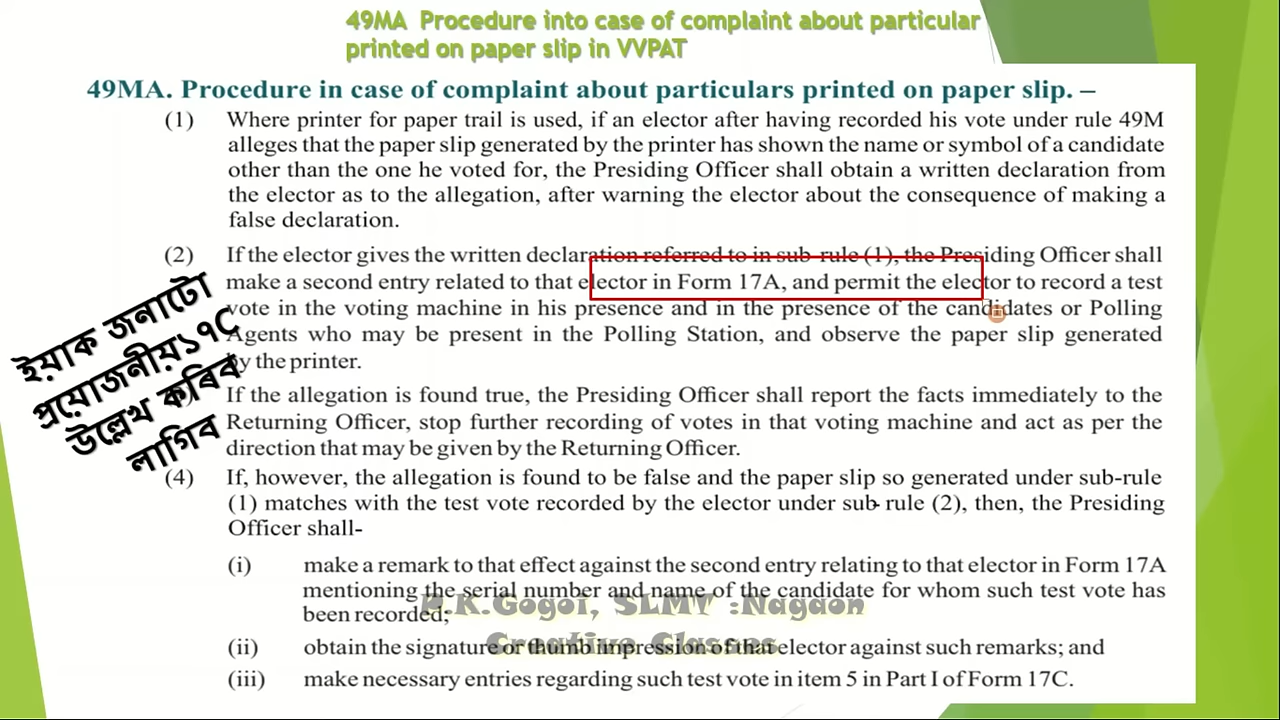 49MA Procedure into case of complaint about particular
printed on paper slip in VVPAT
49MA. Procedure in case of complaint about particulars printed on paper slip. –
(1) Where printer for paper trail is used, if an elector after having recorded his vote under rule 49M
alleges that the paper slip generated by the printer has shown the name or symbol of a candidate
other than the one he voted for, the Presiding Officer shall obtain a written declaration from
the elector as to the allegation, after warning the elector about the consequence of making a
false declaration.
(2) If the elector gives the written declaration referred to in sub-rule (1), the Presiding Officer shall
make a second entry related to that elector in Form 17A, and permit the elector to record a test
vote in the voting machine in his presence and in the presence of the candidates or Polling
Agents who may be present in the Polling Station, and observe the paper slip generated
by the printer.
ইয়াক জনাটো
প্ৰয়োজনীয়১৭C
উল্লেখ কৰিব
লাগিব
If the allegation is found true, the Presiding Officer shall report the facts immediately to the
Returning Officer, stop further recording of votes in that voting machine and act as per the
direction that may be given by the Returning Officer.
(4) If, however, the allegation is found to be false and the paper slip so generated under sub-rule
(1) matches with the test vote recorded by the elector under sub- rule (2), then, the Presiding
Officer shall-
(i) make a remark to that effect against the second entry relating to that elector in Form 17A
mentioning the serial number and name of the candidate for whom such test vote has
been recorded;
(ii) obtain the signature or thumb impression of that elector against such remarks; and
(iii) make necessary entries regarding such test vote in item 5 in Part I of Form 17C.
.K.Gogoi, SLMT :Nagaon
Creative Classes